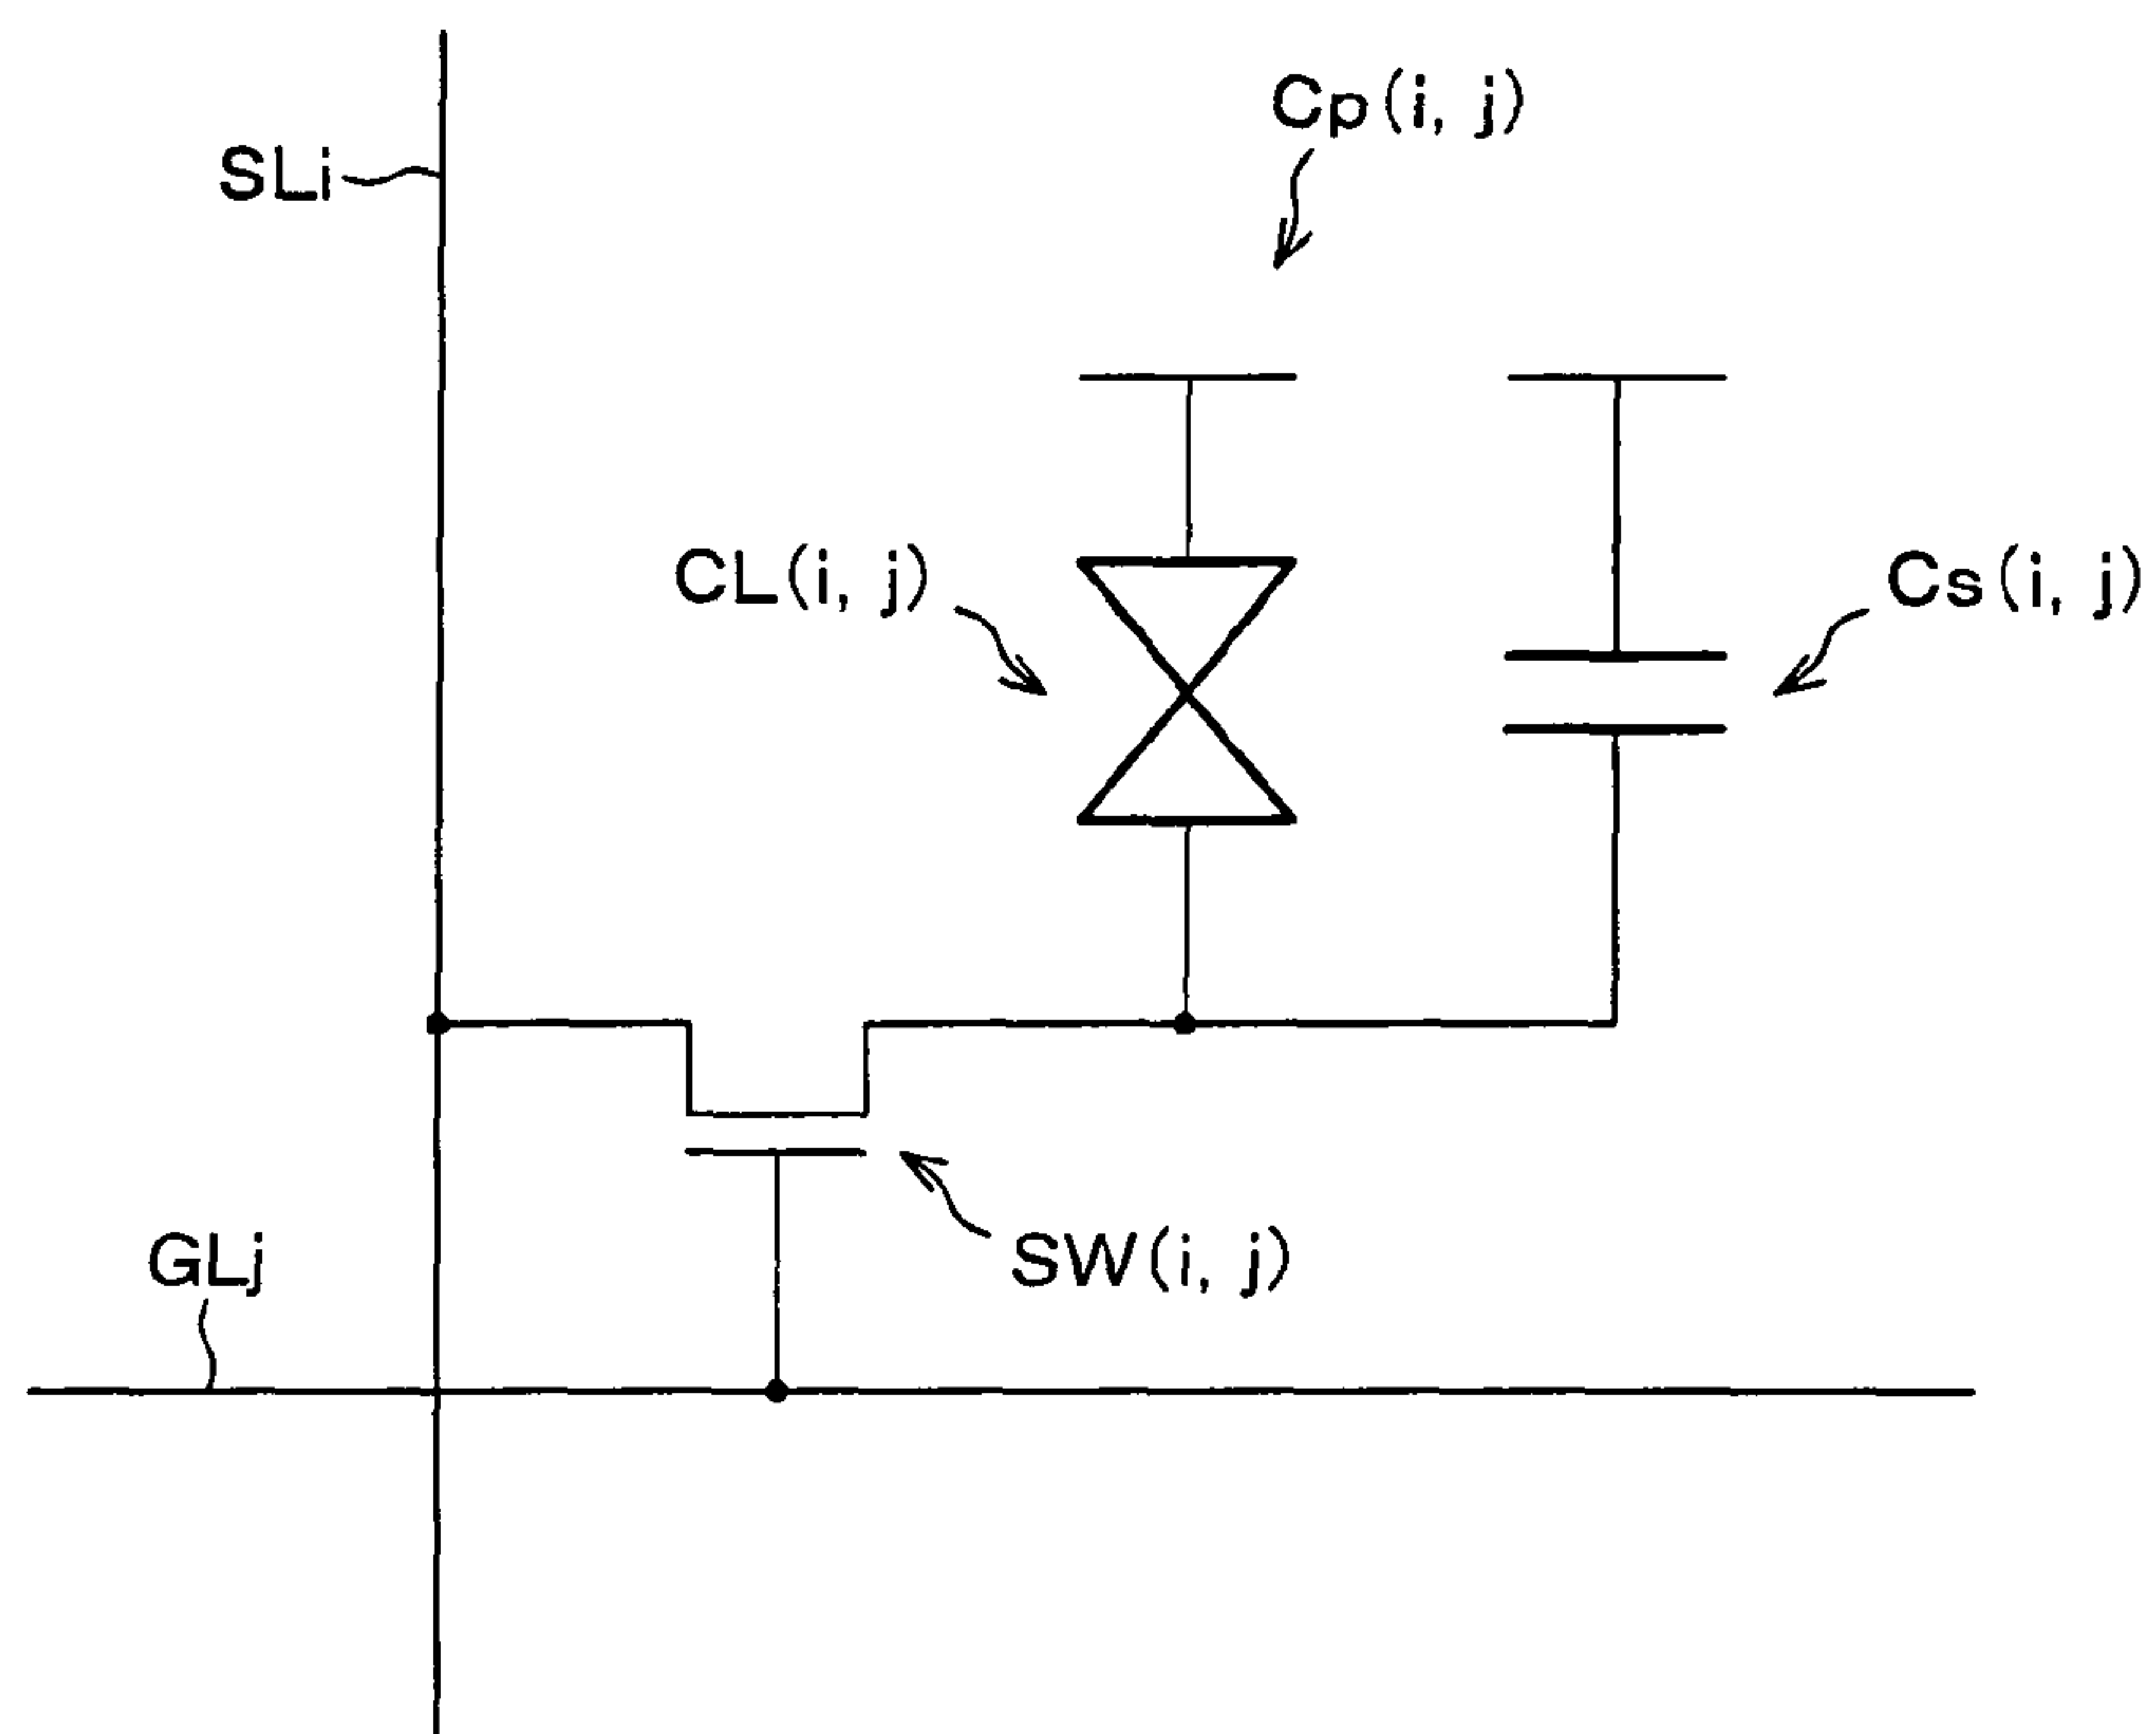 Cp(i, j)
SLi
CL(i, j)
Cs(i, j)
GLj
SW(i, j)